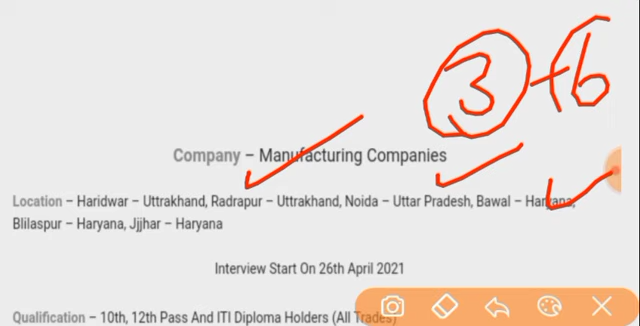 3+6
Company – Manufacturing Companies
Location – Haridwar – Uttrakhand, Radrapur – Uttrakhand, Noida – Uttar Pradesh, Bawal – Haryana,
Blilaspur – Haryana, Jjjhar – Haryana
Interview Start On 26th April 2021
Qualification – 10th, 12th Pass And ITI Diploma Holders (All Trades)